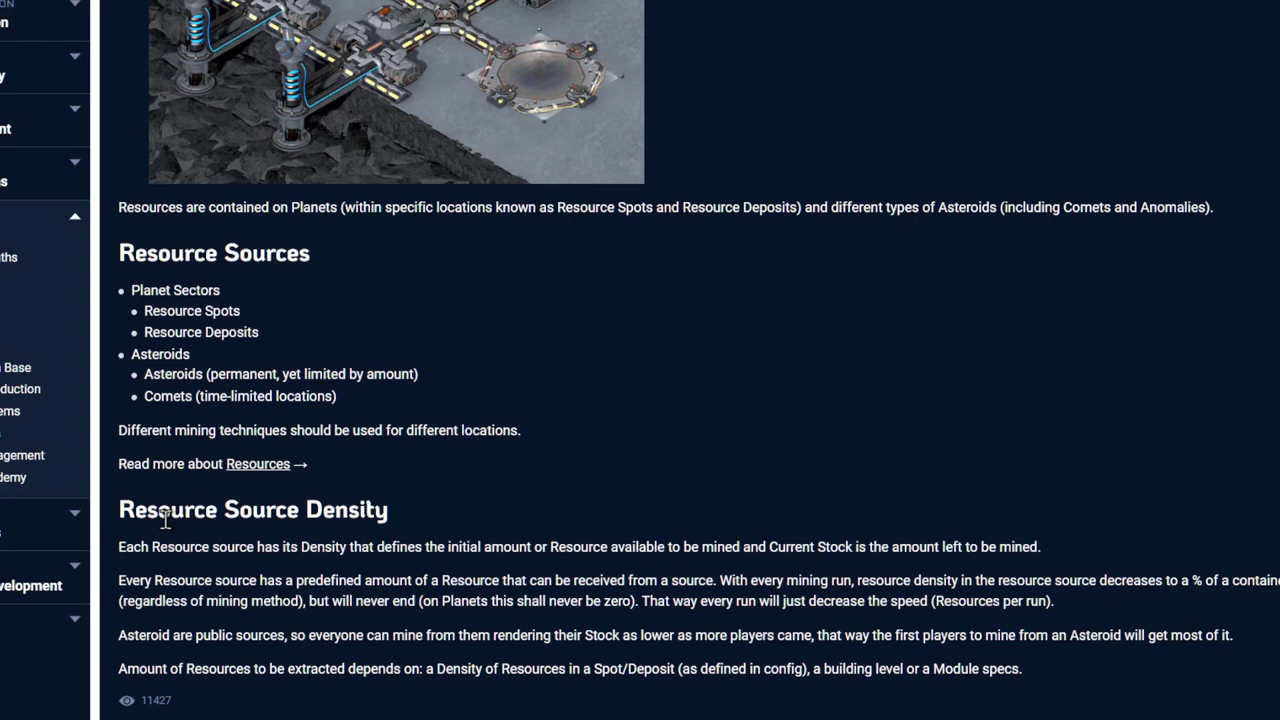 ON
n
y
nt
s
ths
Base
duction
ems
s
agement
demy
s
velopment
Resources are contained on Planets (within specific locations known as Resource Spots and Resource Deposits) and different types of Asteroids (including Comets and Anomalies).
Resource Sources
Planet Sectors
Resource Spots
Resource Deposits
Asteroids
Asteroids (permanent, yet limited by amount)
Comets (time-limited locations)
Different mining techniques should be used for different locations.
Read more about Resources →
Resource Source Density
Each Resource source has its Density that defines the initial amount or Resource available to be mined and Current Stock is the amount left to be mined.
Every Resource source has a predefined amount of a Resource that can be received from a source. With every mining run, resource density in the resource source decreases to a % of a containe
(regardless of mining method), but will never end (on Planets this shall never be zero). That way every run will just decrease the speed (Resources per run).
Asteroid are public sources, so everyone can mine from them rendering their Stock as lower as more players came, that way the first players to mine from an Asteroid will get most of it.
Amount of Resources to be extracted depends on: a Density of Resources in a Spot/Deposit (as defined in config), a building level or a Module specs.
11427